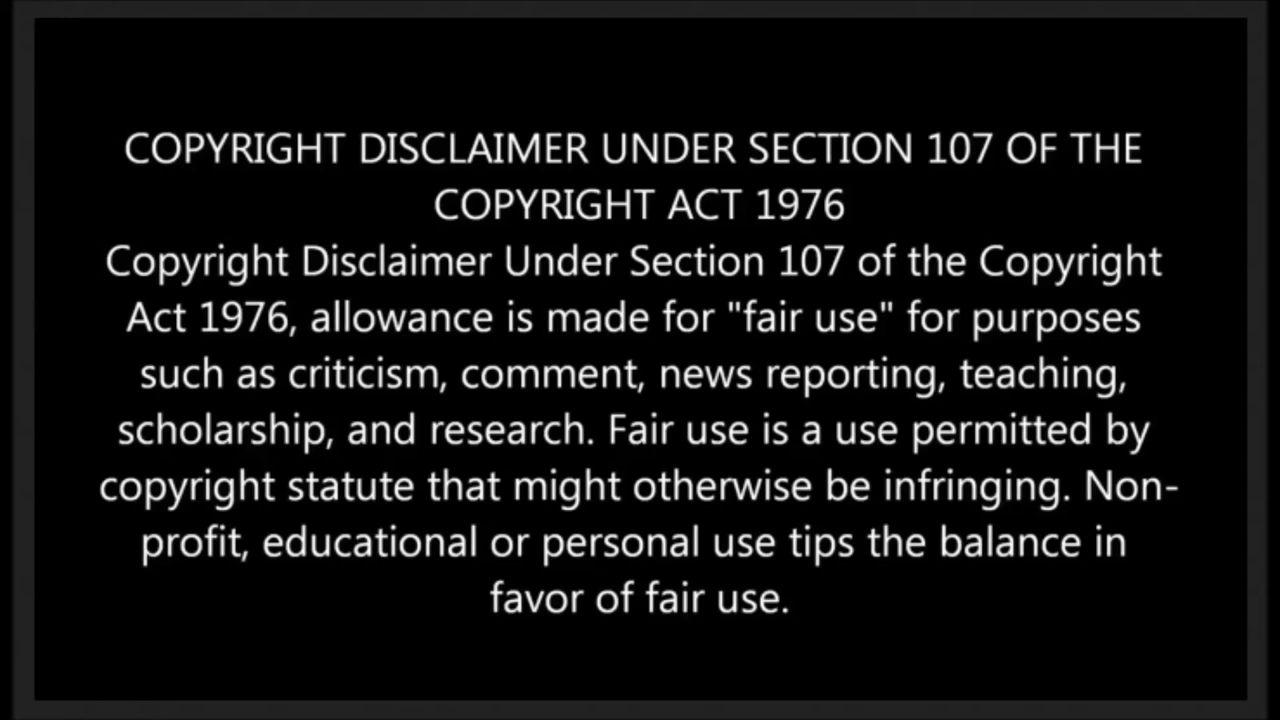 COPYRIGHT DISCLAIMER UNDER SECTION 107 OF THE
COPYRIGHT ACT 1976
Copyright Disclaimer Under Section 107 of the Copyright
Act 1976, allowance is made for "fair use" for purposes
such as criticism, comment, news reporting, teaching,
scholarship, and research. Fair use is a use permitted by
copyright statute that might otherwise be infringing. Non-
profit, educational or personal use tips the balance in
favor of fair use.